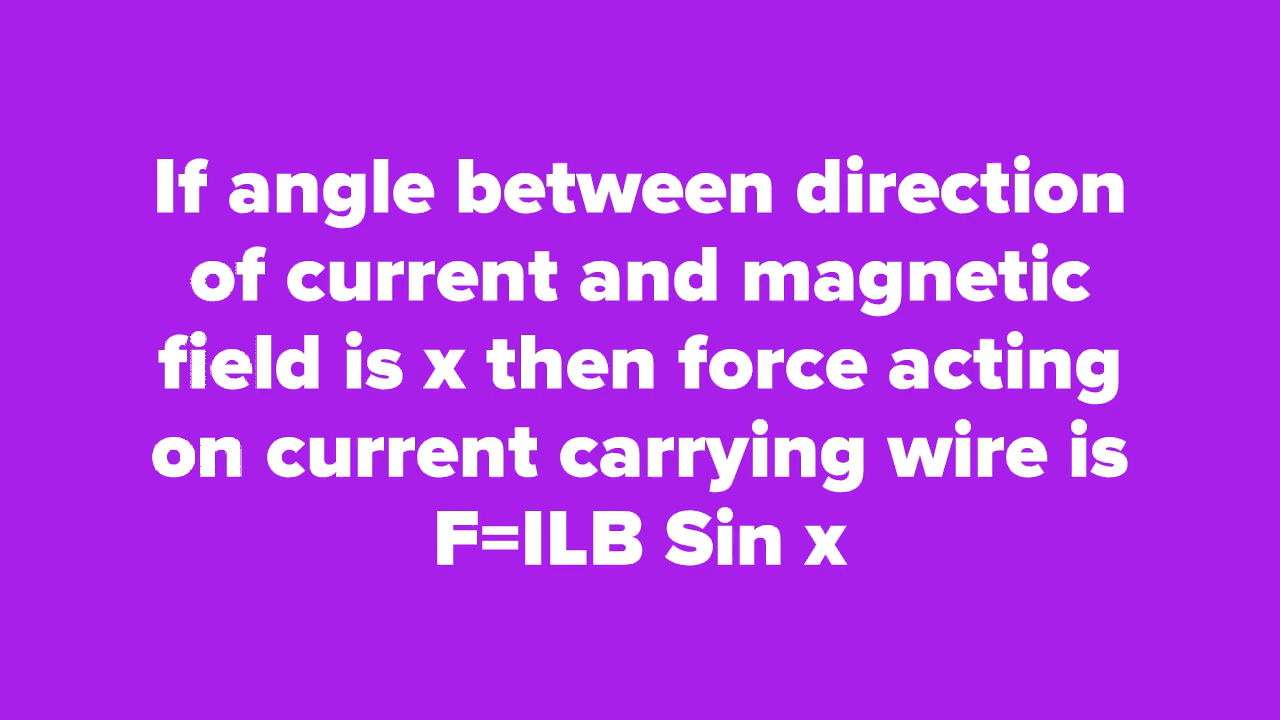 If angle between direction
of current and magnetic
field is x then force acting
on current carrying wire is
F=ILB Sin x